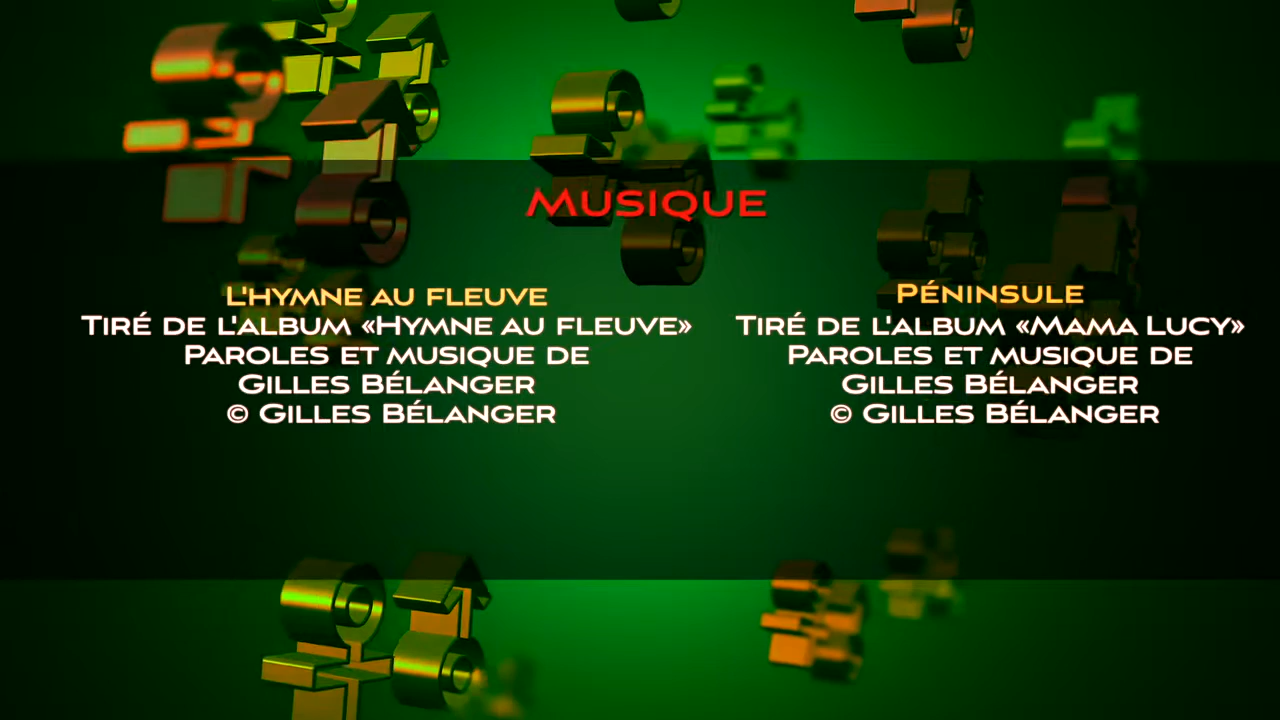 Musique
L'hymne au fleuve
Tiré de l'album «Hymne au fleuve»
Paroles et musique de
Gilles Bélanger
© Gilles Bélanger
Péninsule
Tiré de l'album «Mama Lucy»
Paroles et musique de
Gilles Bélanger
© Gilles Bélanger